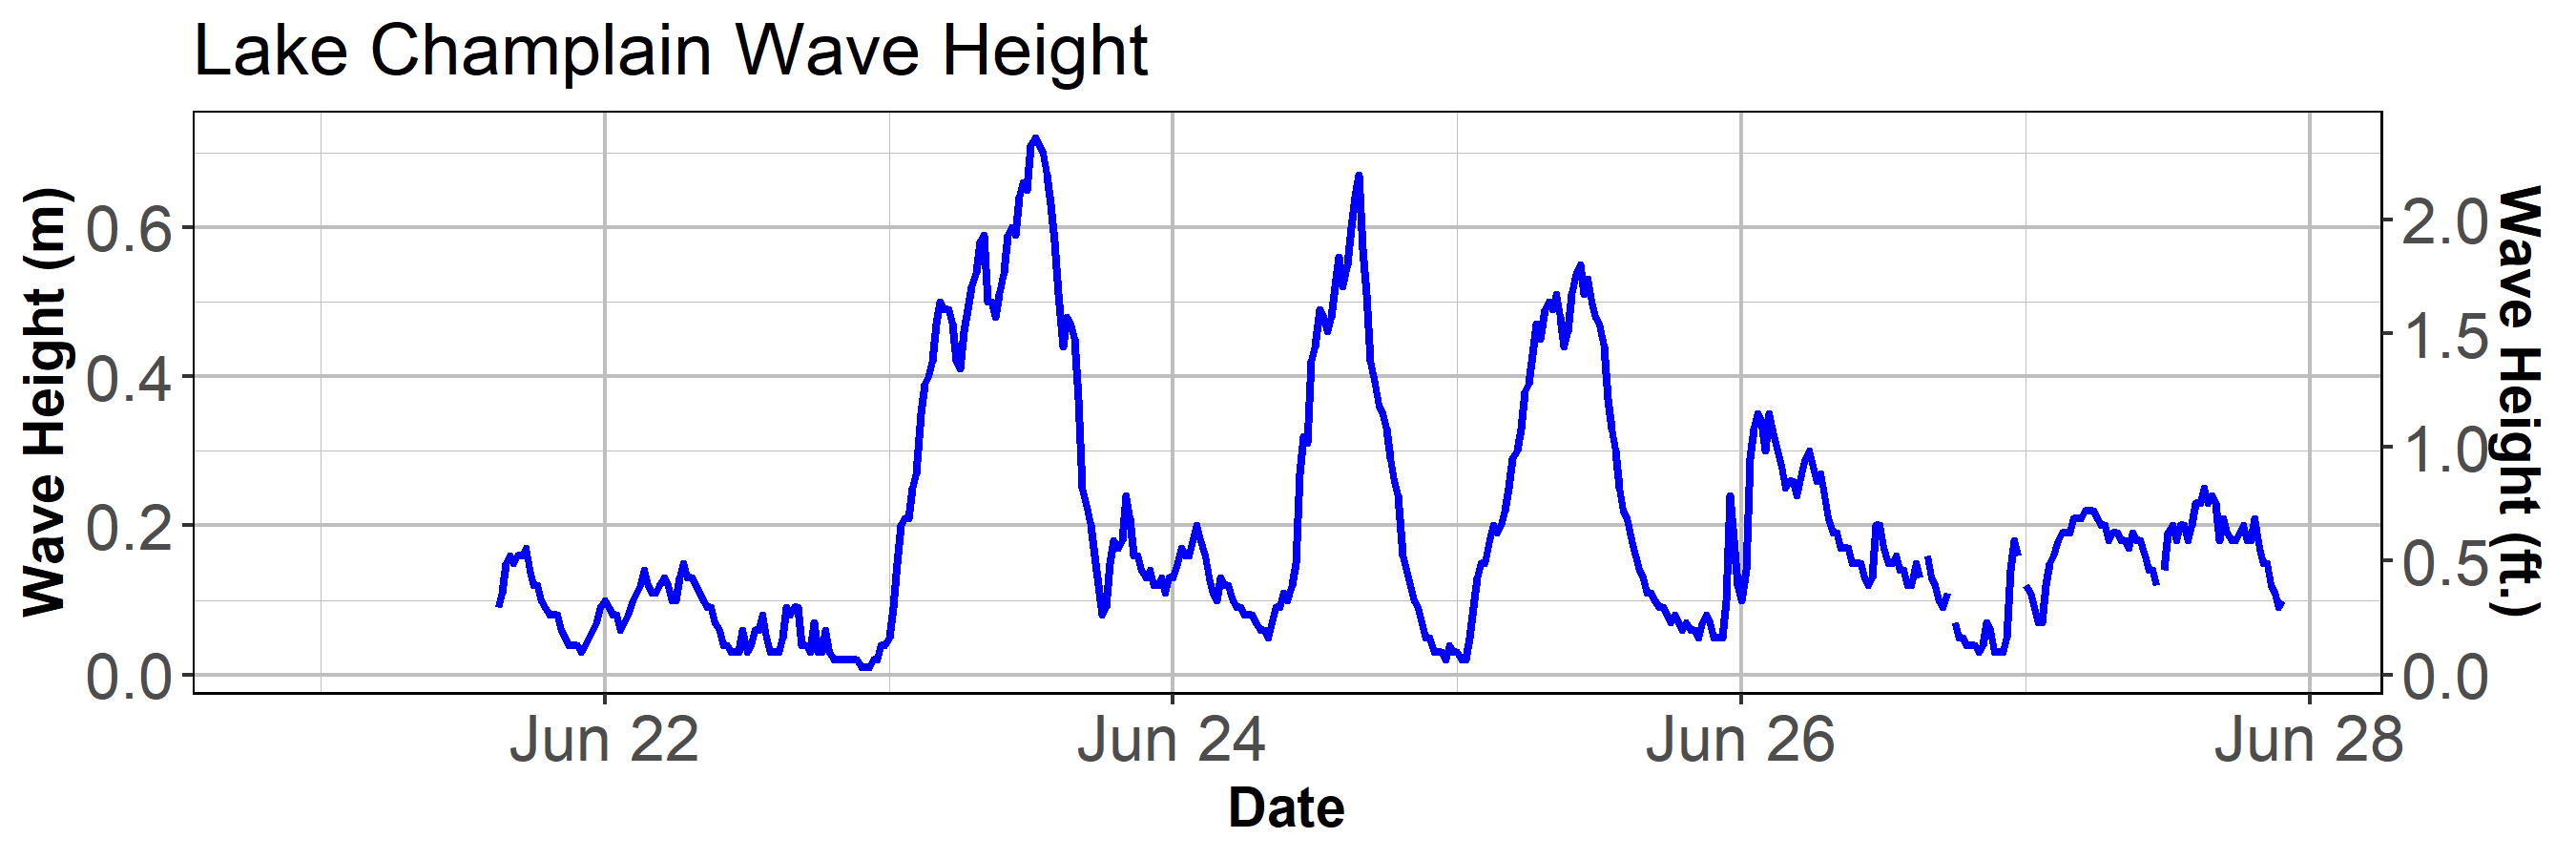 Lake Champlain Wave Height
Wave Height (m)
0.6
0.4
0.2
0.0
2.0
1.5
1.0
0.5
0.0
Wave Height (ft.)
Jun 22 Jun 24 Jun 26 Jun 28
Date